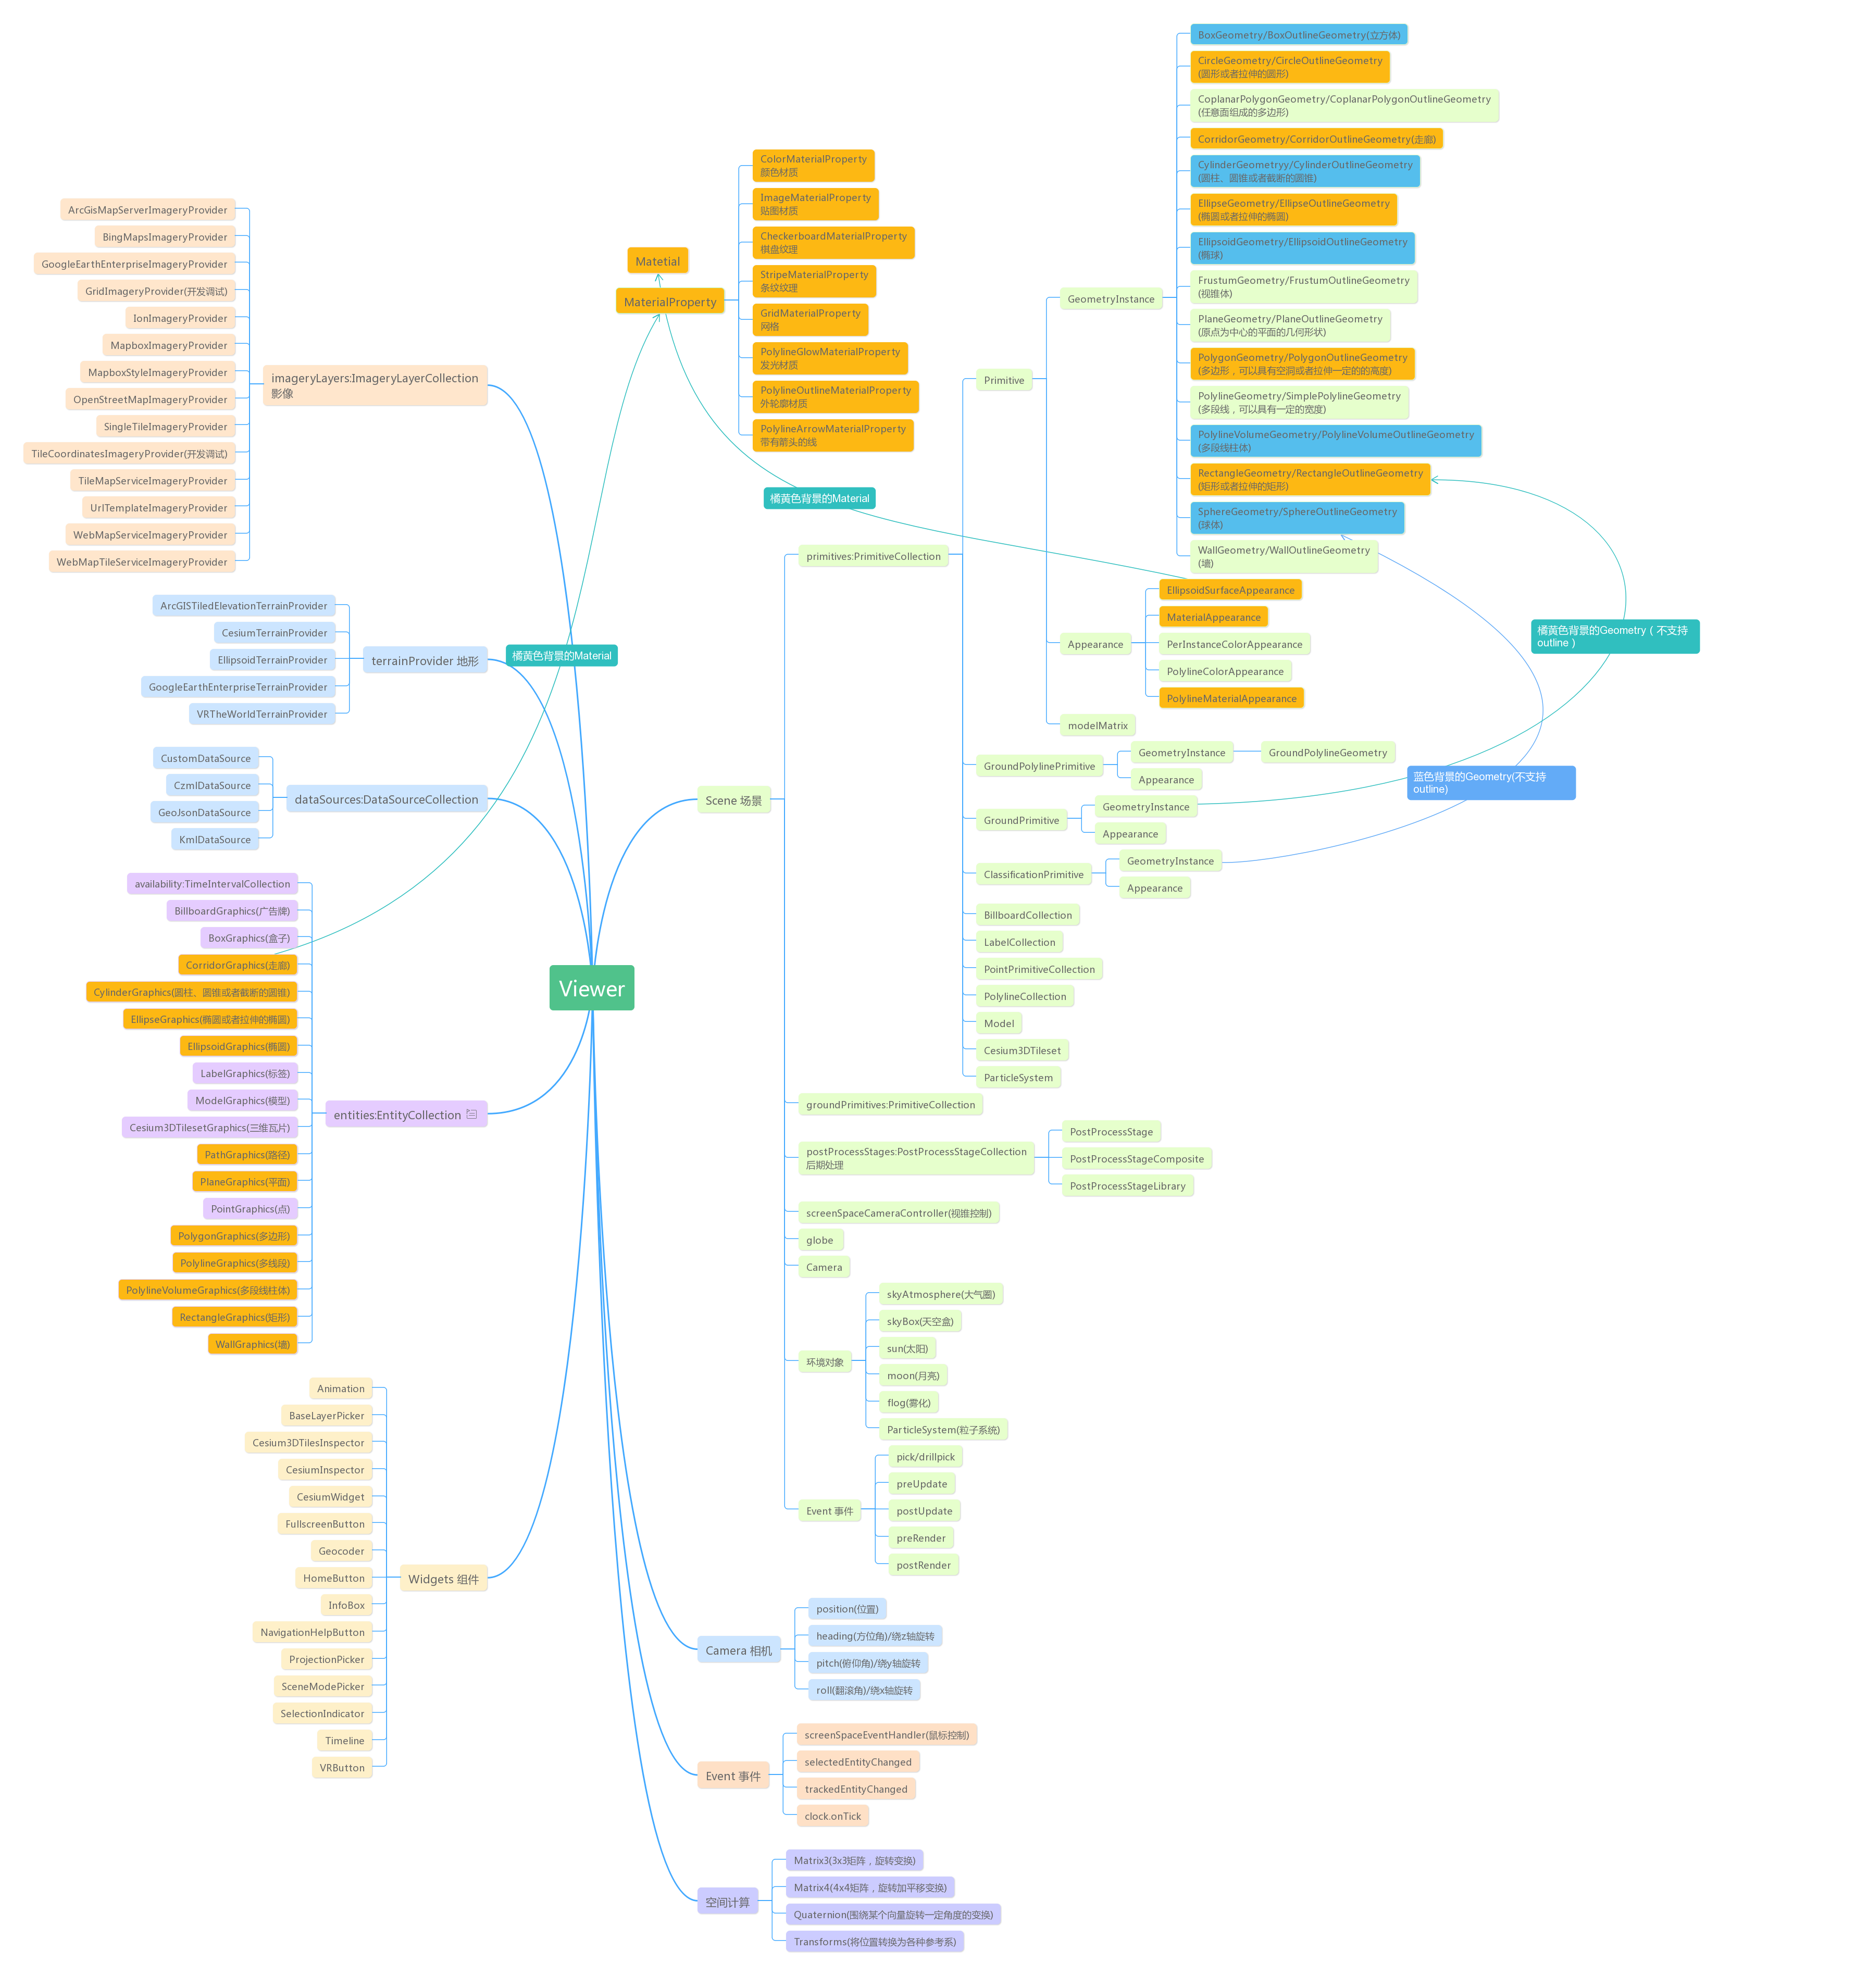 Viewer
imageryLayers:ImageryLayerCollection
影像
ArcGisMapServerImageryProvider
BingMapsImageryProvider
GoogleEarthEnterpriseImageryProvider
GridImageryProvider(开发调试)
IonImageryProvider
MapboxImageryProvider
MapboxStyleImageryProvider
OpenStreetMapImageryProvider
SingleTileImageryProvider
TileCoordinatesImageryProvider(开发调试)
TileMapServiceImageryProvider
UrlTemplateImageryProvider
WebMapServiceImageryProvider
WebMapTileServiceImageryProvider
terrainProvider 地形
ArcGISTiledElevationTerrainProvider
CesiumTerrainProvider
EllipsoidTerrainProvider
GoogleEarthEnterpriseTerrainProvider
VRTheWorldTerrainProvider
dataSources:DataSourceCollection
CustomDataSource
CzmlDataSource
GeoJsonDataSource
KmlDataSource
entities:EntityCollection
availability:TimeIntervalCollection
BillboardGraphics(广告牌)
BoxGraphics(盒子)
CorridorGraphics(走廊)
CylinderGraphics(圆柱、圆锥或者截断的圆锥)
EllipseGraphics(椭圆或者拉伸的椭圆)
EllipsoidGraphics(椭圆)
LabelGraphics(标签)
ModelGraphics(模型)
Cesium3DTilesetGraphics(三维瓦片)
PathGraphics(路径)
PlaneGraphics(平面)
PointGraphics(点)
PolygonGraphics(多边形)
PolylineGraphics(多线段)
PolylineVolumeGraphics(多段线柱体)
RectangleGraphics(矩形)
WallGraphics(墙)
Widgets 组件
Animation
BaseLayerPicker
Cesium3DTilesInspector
CesiumInspector
CesiumWidget
FullscreenButton
Geocoder
HomeButton
InfoBox
NavigationHelpButton
ProjectionPicker
SceneModePicker
SelectionIndicator
Timeline
VRButton
Matetial
MaterialProperty
ColorMaterialProperty
颜色材质
ImageMaterialProperty
贴图材质
CheckerboardMaterialProperty
棋盘纹理
StripeMaterialProperty
条纹纹理
GridMaterialProperty
网格
PolylineGlowMaterialProperty
发光材质
PolylineOutlineMaterialProperty
外轮廓材质
PolylineArrowMaterialProperty
带有箭头的线
橘黄色背景的Material
橘黄色背景的Material
Scene 场景
primitives:PrimitiveCollection
Primitive
GeometryInstance
BoxGeometry/BoxOutlineGeometry(立方体)
CircleGeometry/CircleOutlineGeometry
(圆形或者拉伸的圆形)
CoplanarPolygonGeometry/CoplanarPolygonOutlineGeometry
(任意面组成的多边形)
CorridorGeometry/CorridorOutlineGeometry(走廊)
CylinderGeometryy/CylinderOutlineGeometry
(圆柱、圆锥或者截断的圆锥)
EllipseGeometry/EllipseOutlineGeometry
(椭圆或者拉伸的椭圆)
EllipsoidGeometry/EllipsoidOutlineGeometry
(椭球)
FrustumGeometry/FrustumOutlineGeometry
(视锥体)
PlaneGeometry/PlaneOutlineGeometry
(原点为中心的平面的几何形状)
PolygonGeometry/PolygonOutlineGeometry
(多边形，可以具有空洞或者拉伸一定的的高度)
PolylineGeometry/SimplePolylineGeometry
(多段线，可以具有一定的宽度)
PolylineVolumeGeometry/PolylineVolumeOutlineGeometry
(多段线柱体)
RectangleGeometry/RectangleOutlineGeometry
(矩形或者拉伸的矩形)
SphereGeometry/SphereOutlineGeometry
(球体)
WallGeometry/WallOutlineGeometry
(墙)
Appearance
EllipsoidSurfaceAppearance
MaterialAppearance
PerInstanceColorAppearance
PolylineColorAppearance
PolylineMaterialAppearance
modelMatrix
GroundPolylinePrimitive
GeometryInstance
GroundPolylineGeometry
Appearance
GroundPrimitive
GeometryInstance
Appearance
ClassificationPrimitive
GeometryInstance
Appearance
橘黄色背景的Geometry（不支持
outline）
蓝色背景的Geometry(不支持
outline)
BillboardCollection
LabelCollection
PointPrimitiveCollection
PolylineCollection
Model
Cesium3DTileset
ParticleSystem
groundPrimitives:PrimitiveCollection
postProcessStages:PostProcessStageCollection
后期处理
PostProcessStage
PostProcessStageComposite
PostProcessStageLibrary
screenSpaceCameraController(视锥控制)
globe
Camera
环境对象
skyAtmosphere(大气圈)
skyBox(天空盒)
sun(太阳)
moon(月亮)
flog(雾化)
ParticleSystem(粒子系统)
Event 事件
pick/drillpick
preUpdate
postUpdate
preRender
postRender
Camera 相机
position(位置)
heading(方位角)/绕z轴旋转
pitch(俯仰角)/绕y轴旋转
roll(翻滚角)/绕x轴旋转
Event 事件
screenSpaceEventHandler(鼠标控制)
selectedEntityChanged
trackedEntityChanged
clock.onTick
空间计算
Matrix3(3x3矩阵，旋转变换)
Matrix4(4x4矩阵，旋转加平移变换)
Quaternion(围绕某个向量旋转一定角度的变换)
Transforms(将位置转换为各种参考系)